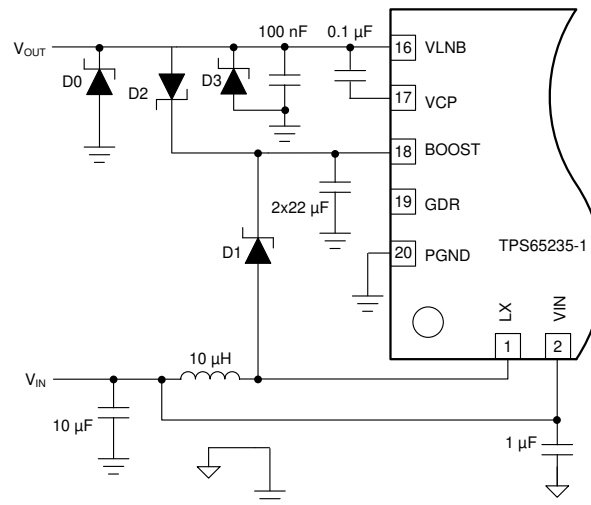 100 nF
0.1 µF
VOUT
16
VLNB
D0
D2
D3
17
VCP
18
BOOST
2x22 µF
19
GDR
D1
20
PGND
TPS65235-1
LX
VIN
1
2
10 µH
VIN
10 µF
1 µF